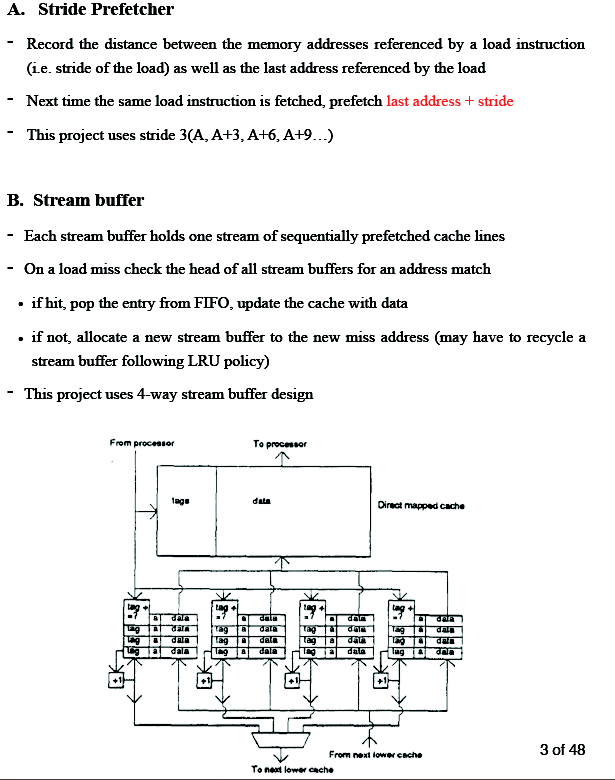 A. Stride Prefetcher
- Record the distance between the memory addresses referenced by a load instruction
(i.e. stride of the load) as well as the last address referenced by the load
- Next time the same load instruction is fetched, prefetch last address + stride
- This project uses stride 3(A, A+3, A+6, A+9…)
B. Stream buffer
- Each stream buffer holds one stream of sequentially prefetched cache lines
- On a load miss check the head of all stream buffers for an address match
• if hit, pop the entry from FIFO, update the cache with data
• if not, allocate a new stream buffer to the new miss address (may have to recycle a
stream buffer following LRU policy)
- This project uses 4-way stream buffer design
From processor To processor
tags data
Direct mapped cache
tag + tag + tag + tag +
=? a data =? a data =? a data =? a data
tag a data tag a data tag a data tag a data
tag a data tag a data tag a data tag a data
tag a data tag a data tag a data tag a data
+1 +1 +1 +1
From next lower cache
To next lower cache
3 of 48